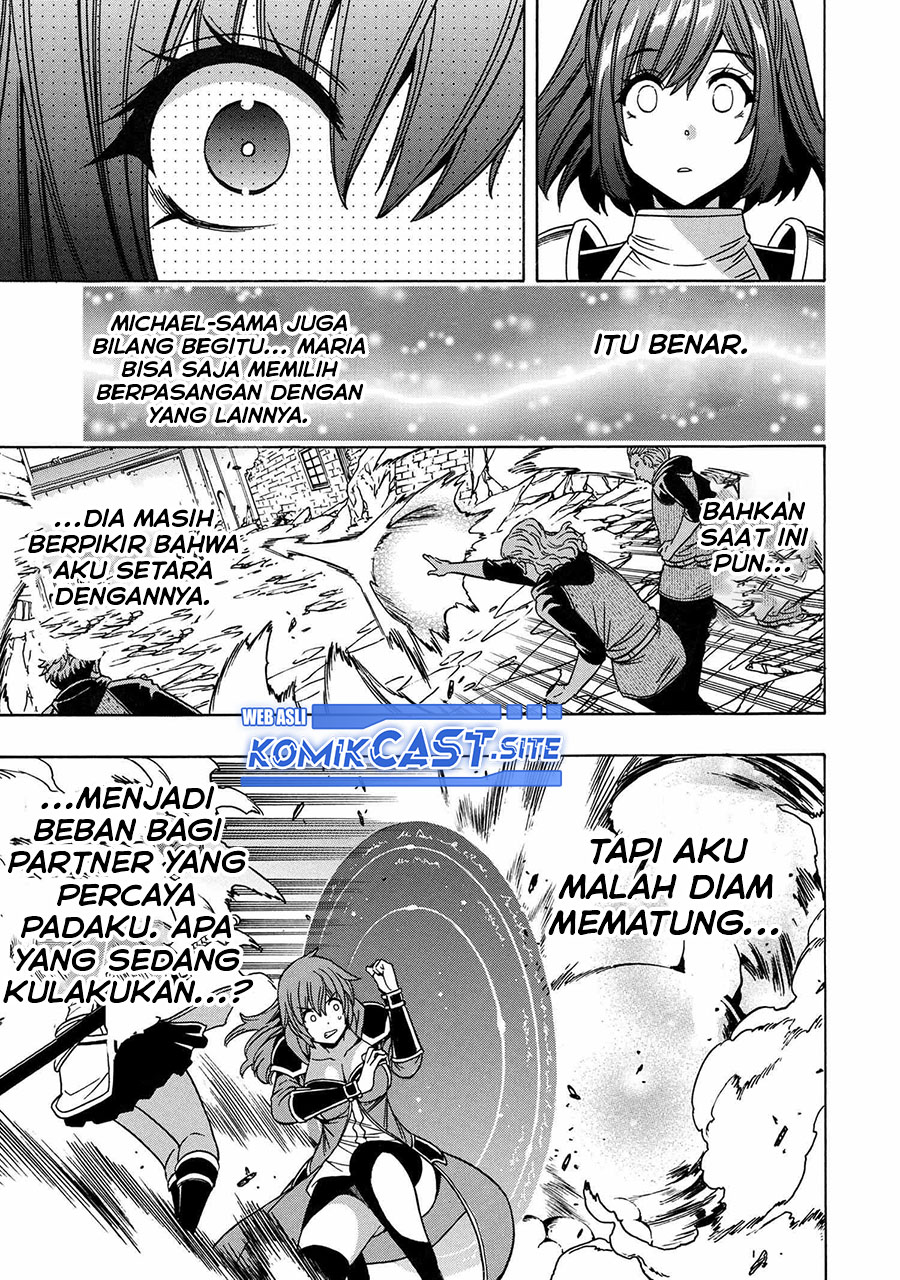 ITU BENAR.
MICHAEL-SAMA JUGA
BILANG BEGITU... MARIA
BISA SAJA MEMILIH
BERPASANGAN DENGAN
YANG LAINNYA.
BAHKAN
SAAT INI
PUN...
...DIA MASIH
BERPIKIR BAHWA
AKU SETARA
DENGANNYA.
WEB ASLI
KOMIKCAST.SITE
TAPI AKU
MALAH DIAM
MEMATUNG...
...MENJADI
BEBAN BAGI
PARTNER YANG
PERCAYA
PADAKU. APA
YANG SEDANG
KULAKUKAN...?